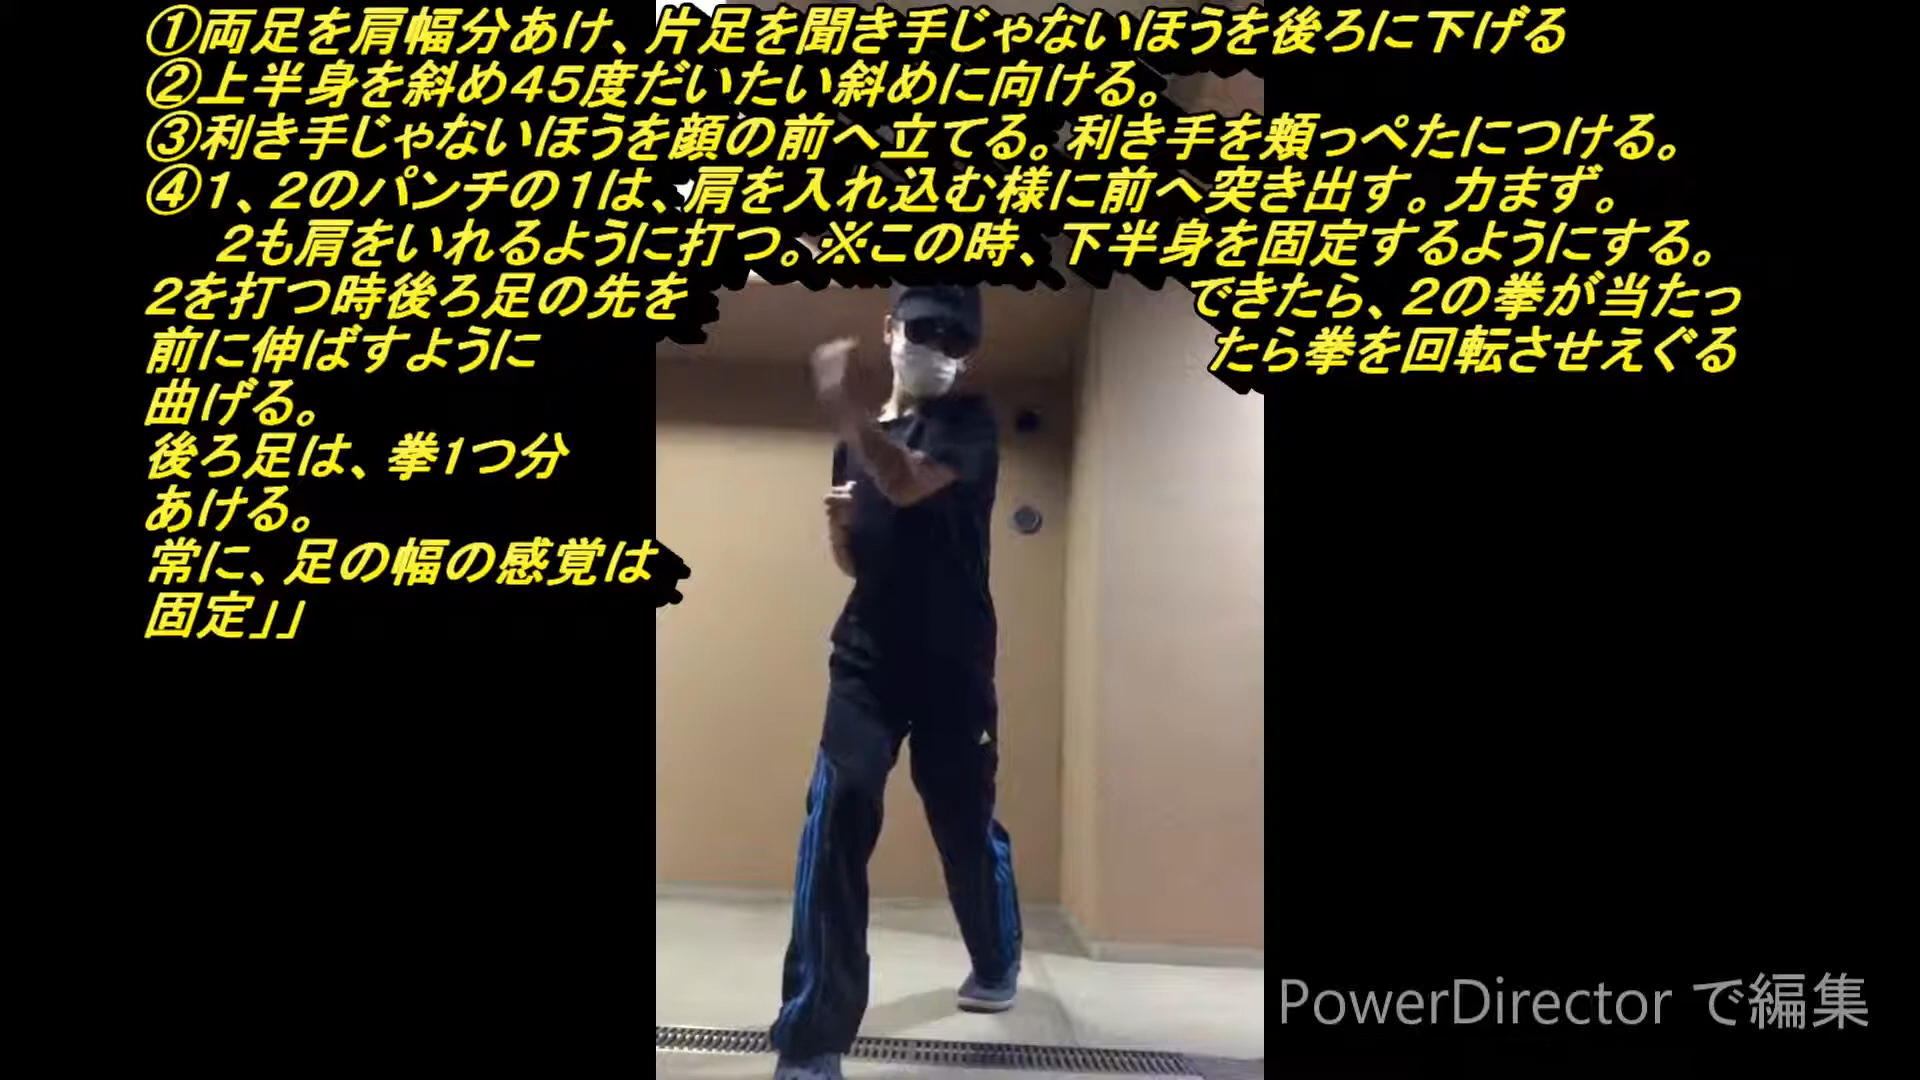 ①両足を肩幅分あけ、片足を聞き手じゃないほうを後ろに下げる
②上半身を斜め45度だいたい斜めに向ける。
③利き手じゃないほうを顔の前へ立てる。利き手を頬っぺたにつける。
④1、2のパンチの1は、肩を入れ込む様に前へ突き出す。力まず。
2も肩をいれるように打つ。※この時、下半身を固定するようにする。
2を打つ時後ろ足の先を
前に伸ばすように
曲げる。
後ろ足は、拳1つ分
あける。
常に、足の幅の感覚は
固定」」
できたら、2の拳が当たっ
たら拳を回転させえぐる
PowerDirector で編集